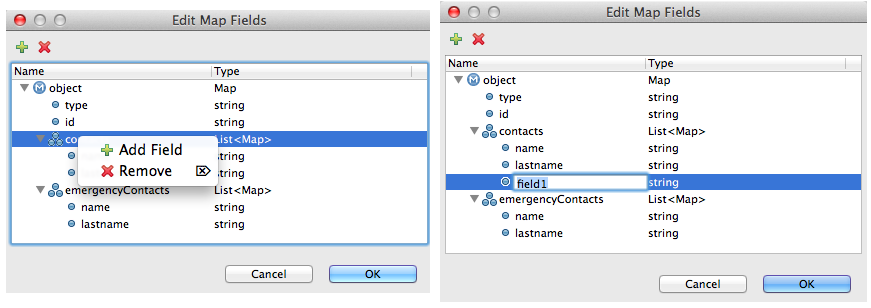 Edit Map Fields
Name Type
object Map
type string
id string
co List<Map>
Add Field
string
Remove
string
emergencyContacts List<Map>
name string
lastname string
Cancel OK
Edit Map Fields
Name Type
object Map
type string
id string
contacts List<Map>
name string
lastname string
field1 string
emergencyContacts List<Map>
name string
lastname string
Cancel OK